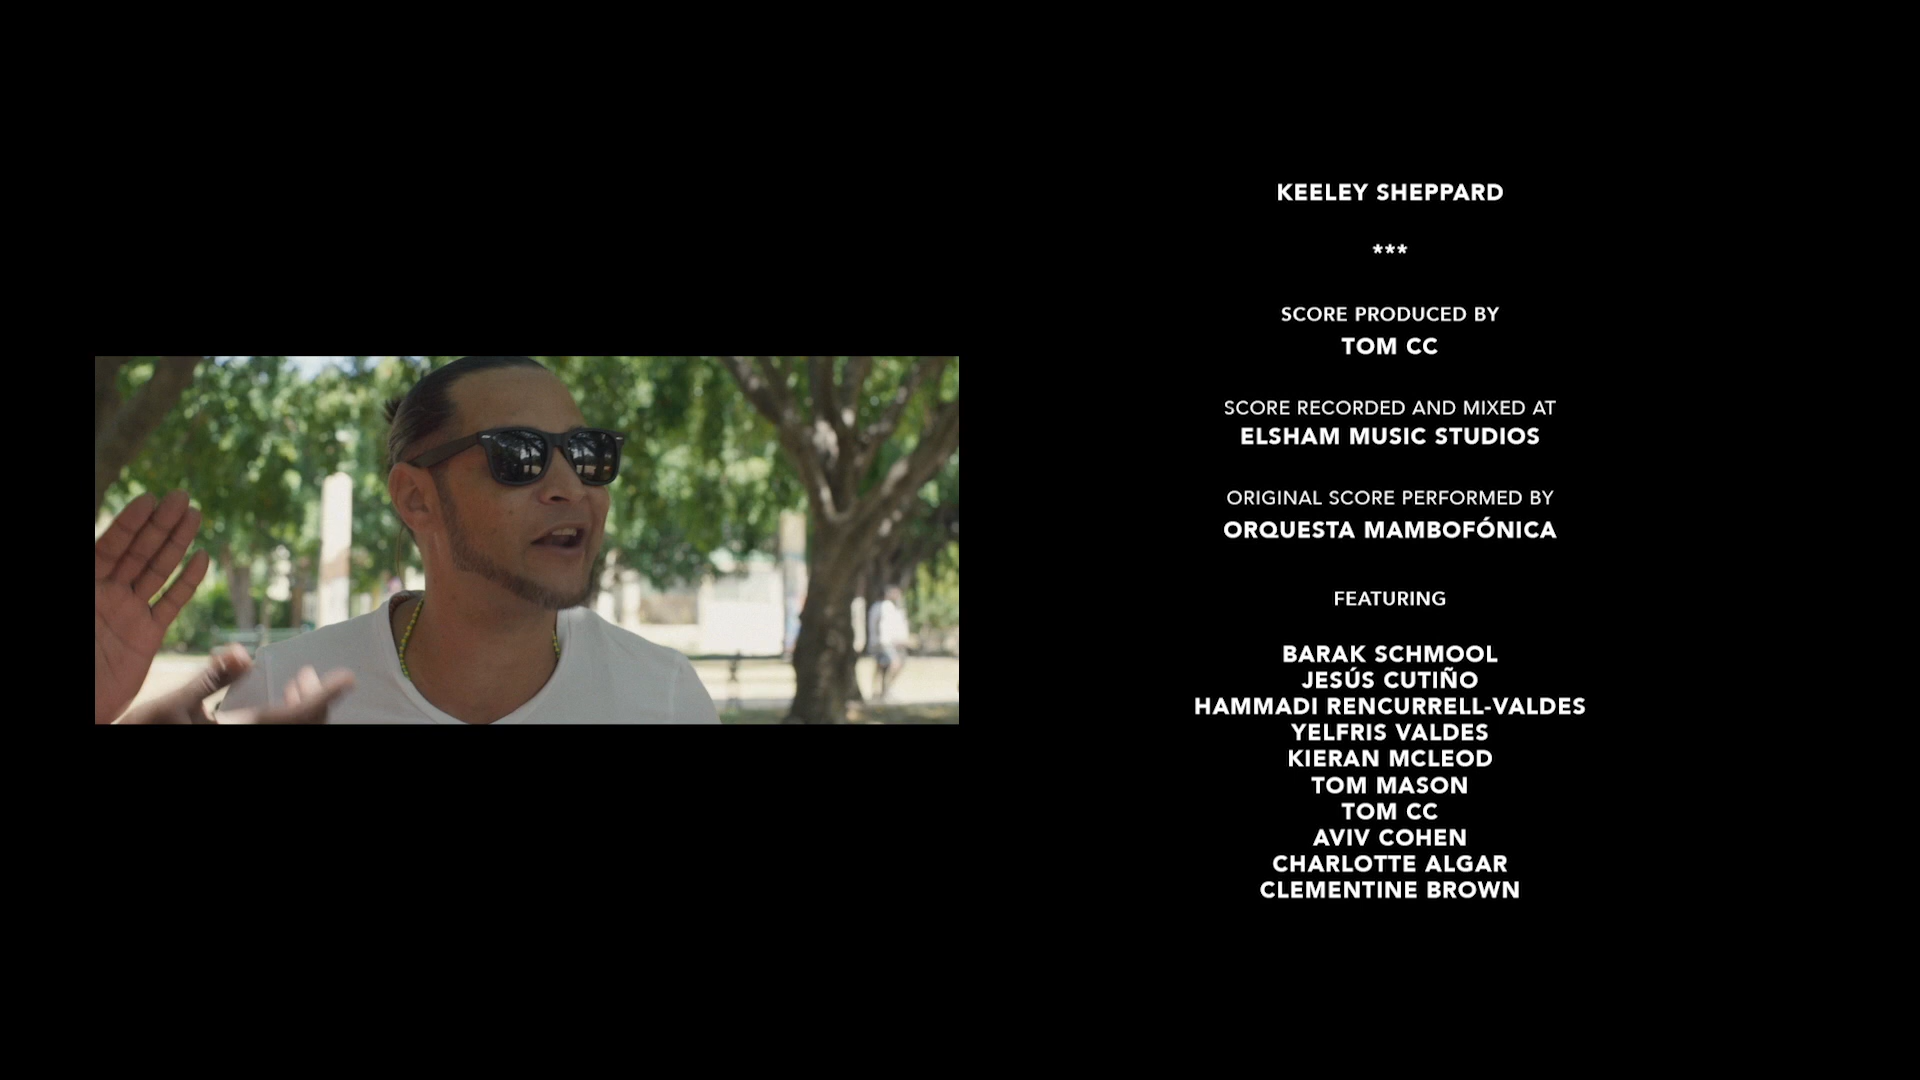 KEELEY SHEPPARD
***
SCORE PRODUCED BY
TOM CC
SCORE RECORDED AND MIXED AT
ELSHAM MUSIC STUDIOS
ORIGINAL SCORE PERFORMED BY
ORQUESTA MAMBOFÓNICA
FEATURING
BARAK SCHMOOL
JESÚS CUTIÑO
HAMMADI RENCURRELL-VALDES
YELFRIS VALDES
KIERAN MCLEOD
TOM MASON
TOM CC
AVIV COHEN
CHARLOTTE ALGAR
CLEMENTINE BROWN